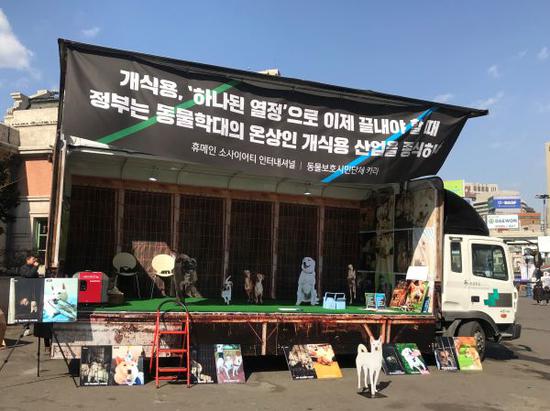 개식용, '하나된 열정'으로 이제 끝내야 할 때
정부는 동물학대의 온상인 개식용 산업을 종식하
휴메인 소사이어티 인터내셔널 | 동물보호시민단체 카라
BASF
DAEWOO